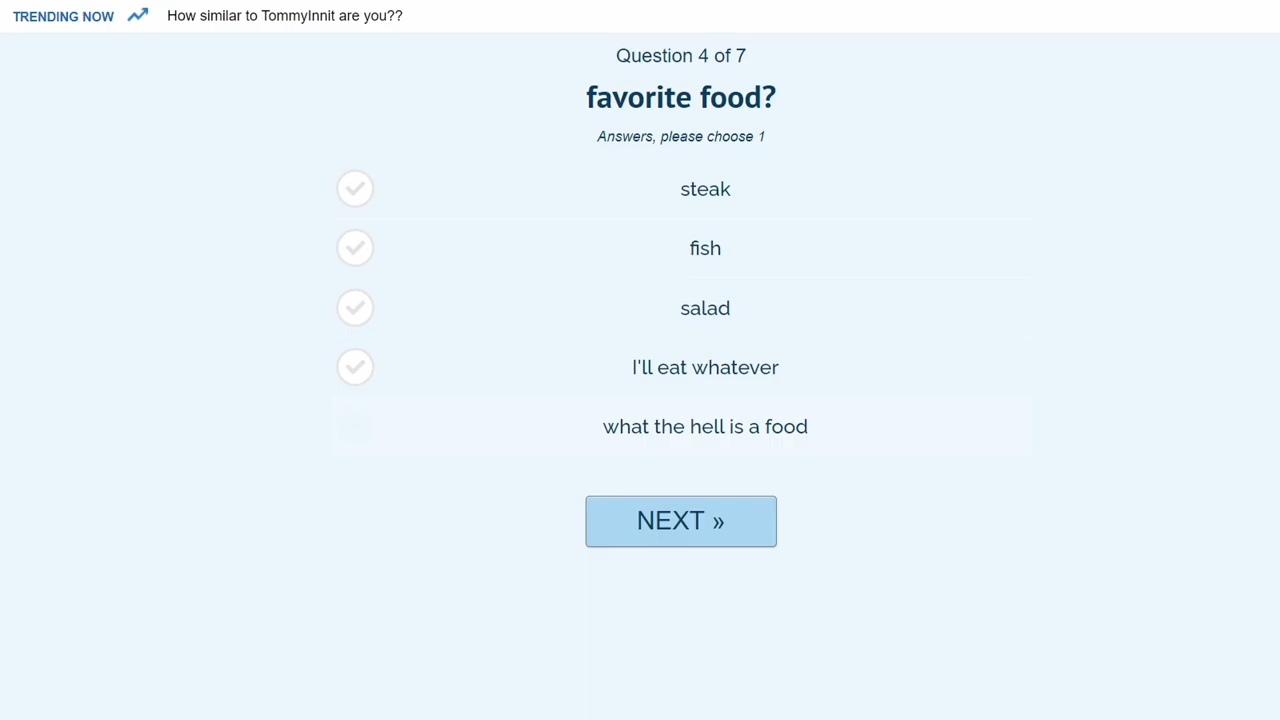 TRENDING NOW How similar to TommyInnit are you??
Question 4 of 7
favorite food?
Answers, please choose 1
steak
fish
salad
I'll eat whatever
what the hell is a food
NEXT »